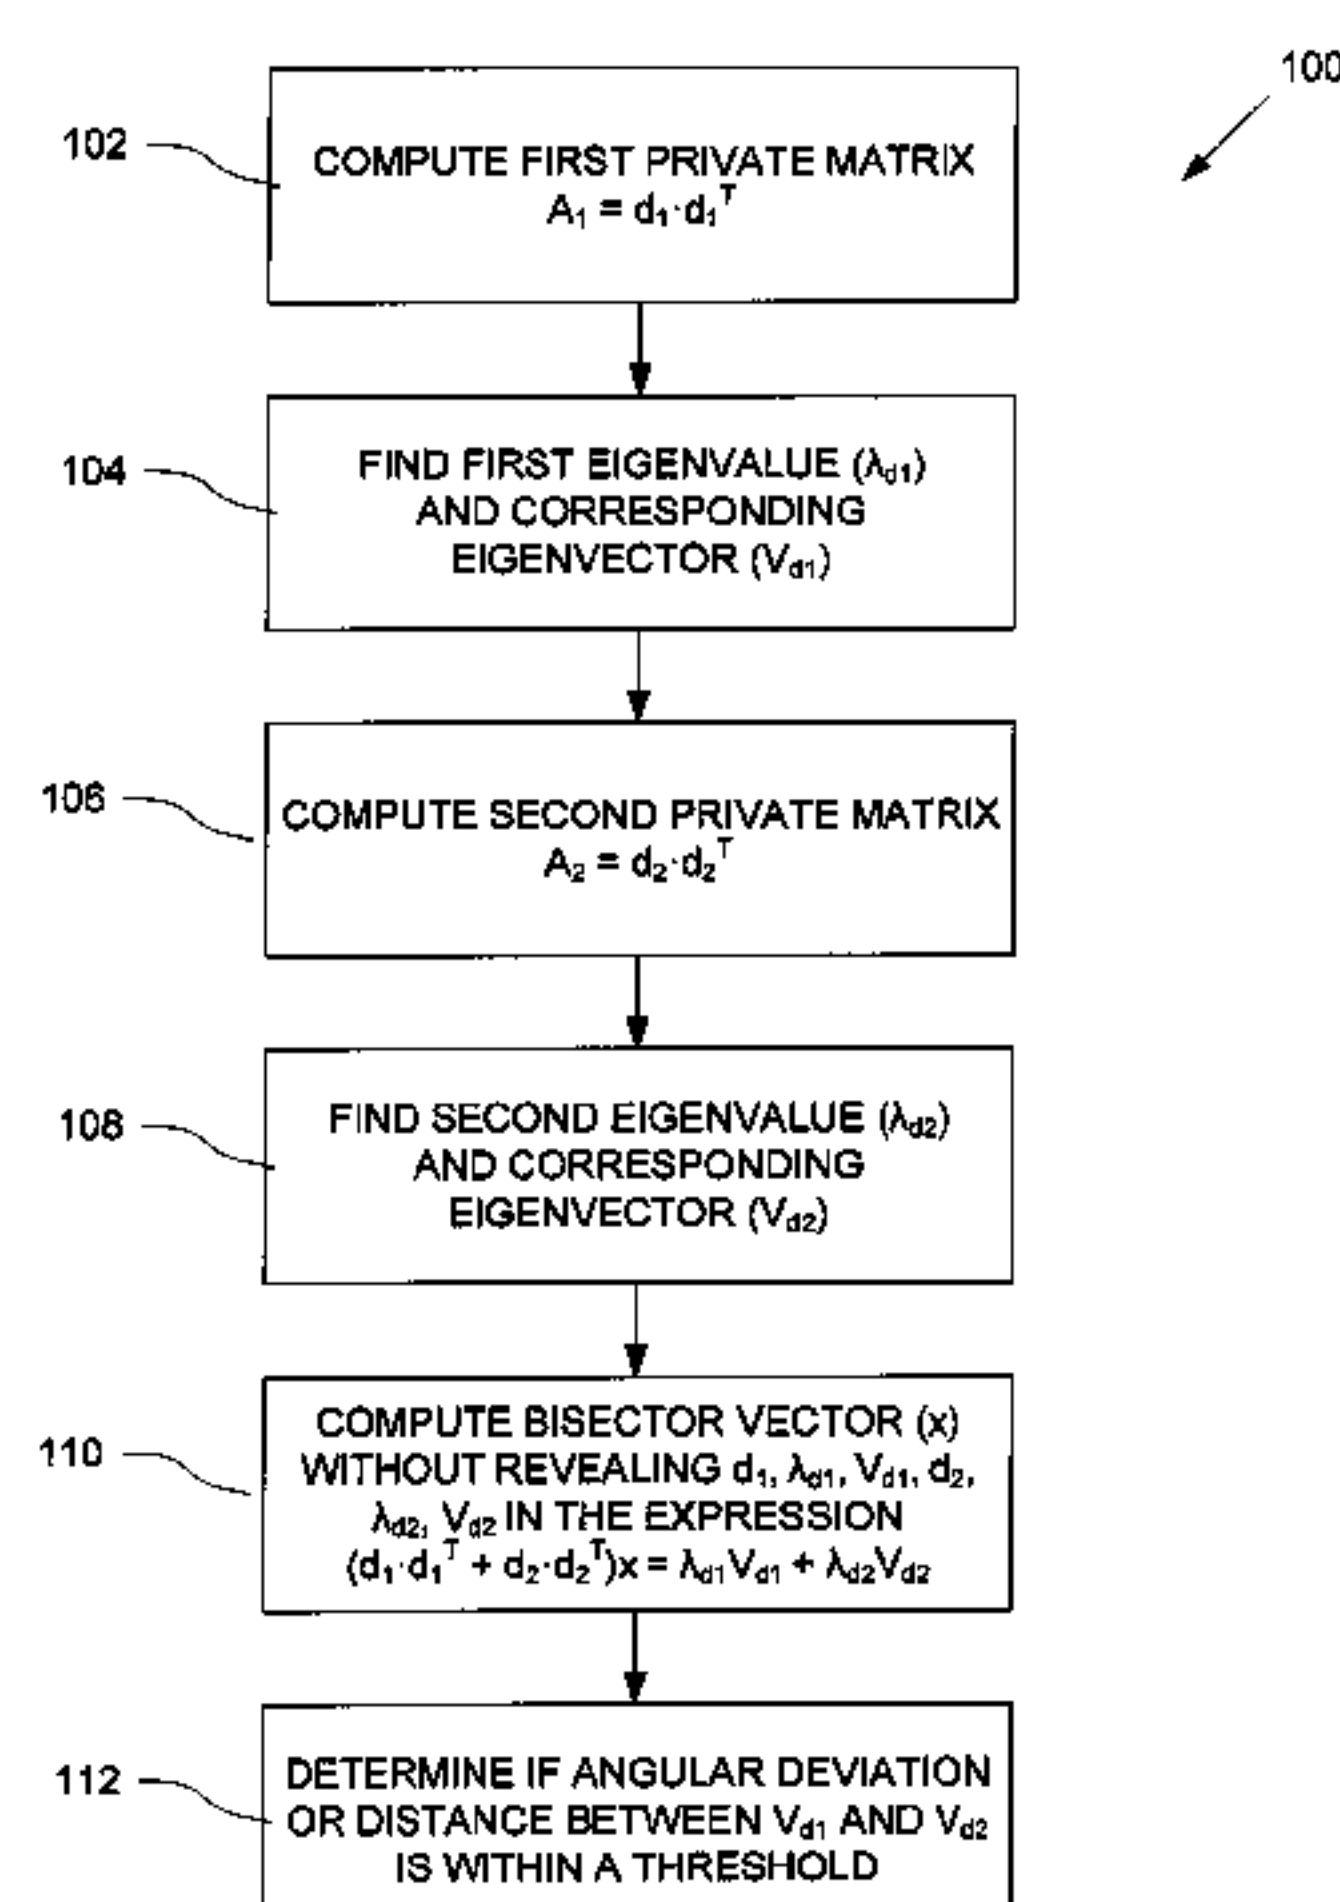 100
102
COMPUTE FIRST PRIVATE MATRIX
A₁ = d₁·d₁ᵀ
104
FIND FIRST EIGENVALUE (λd1)
AND CORRESPONDING
EIGENVECTOR (Vd1)
106
COMPUTE SECOND PRIVATE MATRIX
A₂ = d₂·d₂ᵀ
108
FIND SECOND EIGENVALUE (λd2)
AND CORRESPONDING
EIGENVECTOR (Vd2)
110
COMPUTE BISECTOR VECTOR (x)
WITHOUT REVEALING d₁, λd1, Vd1, d₂,
λd2, Vd2 IN THE EXPRESSION
(d₁·d₁ᵀ + d₂·d₂ᵀ)x = λd1Vd1 + λd2Vd2
112
DETERMINE IF ANGULAR DEVIATION
OR DISTANCE BETWEEN Vd1 AND Vd2
IS WITHIN A THRESHOLD